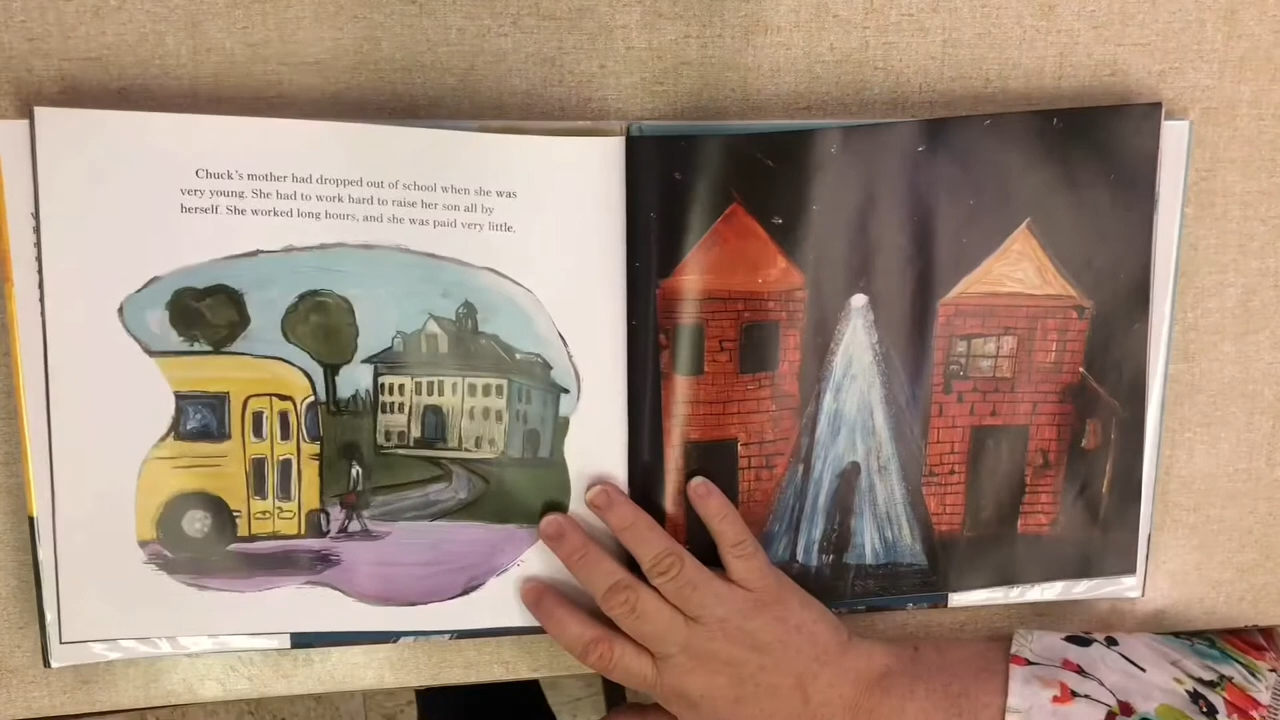 Chuck's mother had dropped out of school when she was
very young. She had to work hard to raise her son all by
herself. She worked long hours, and she was paid very little.